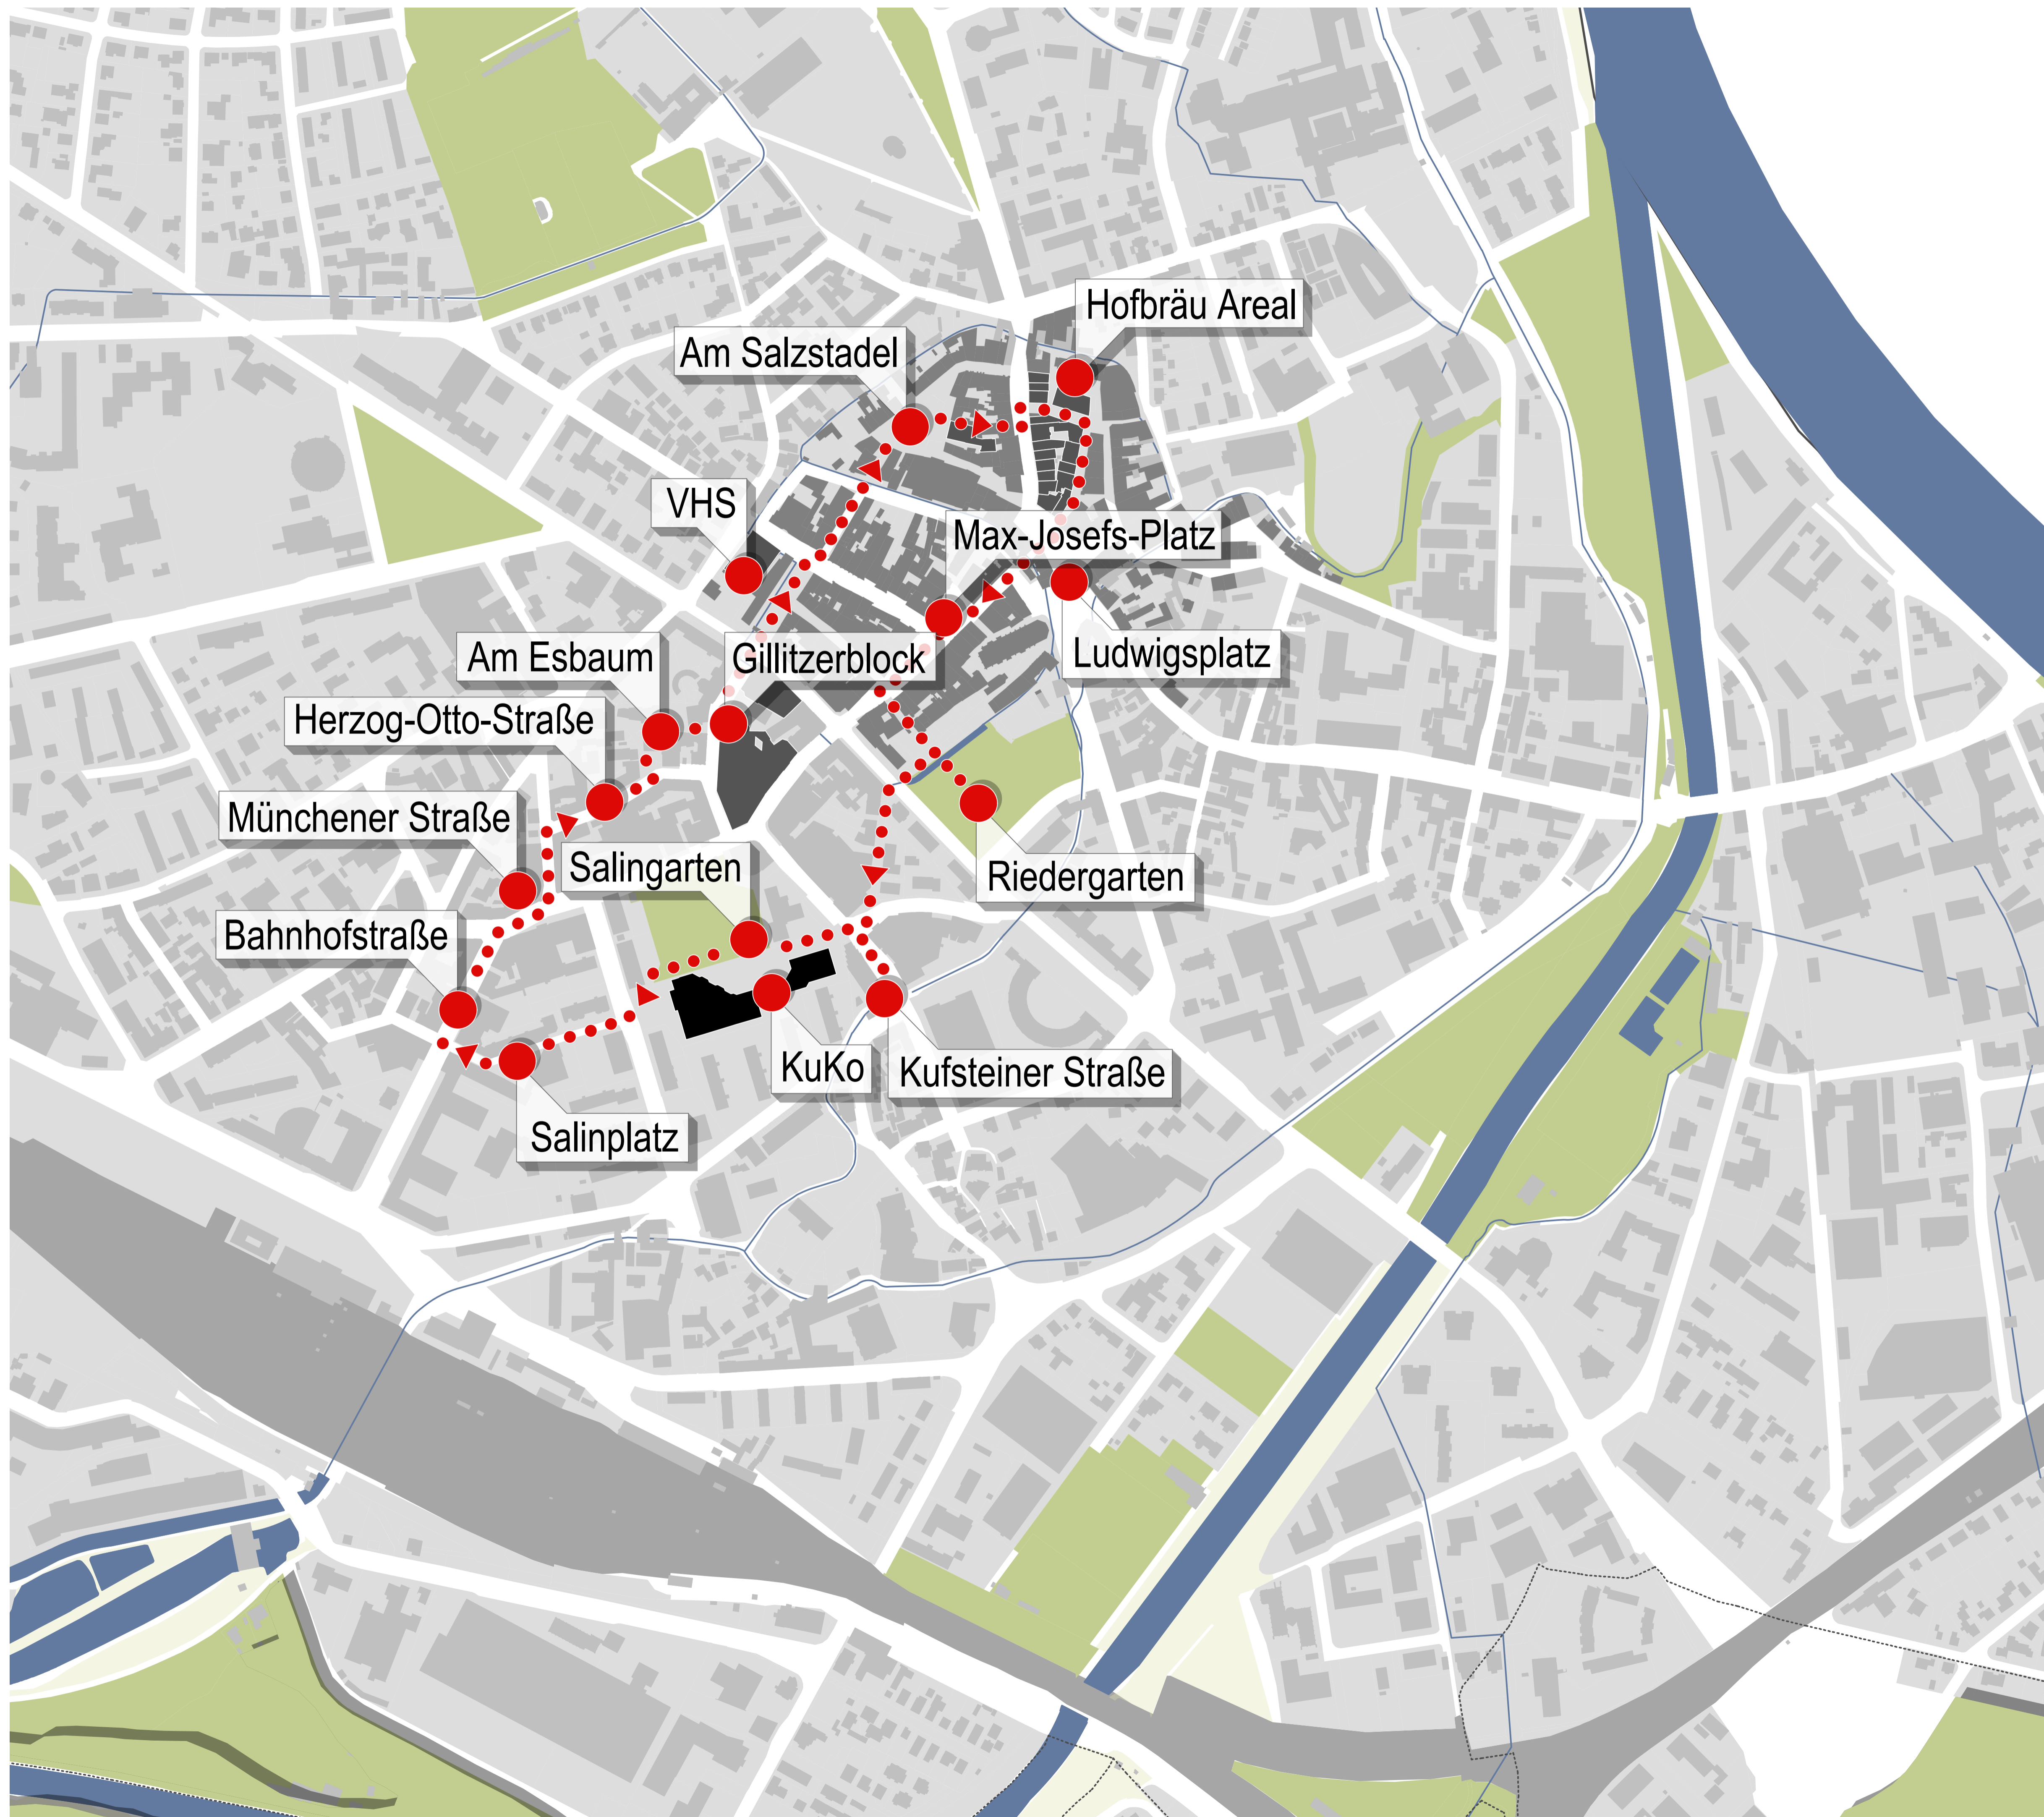 Hofbräu Areal
Am Salzstadel
VHS
Max-Josefs-Platz
Am Esbaum
Gillitzerblock
Ludwigsplatz
Herzog-Otto-Straße
Münchener Straße
Salingarten
Riedergarten
Bahnhofstraße
KuKo
Kufsteiner Straße
Salinplatz